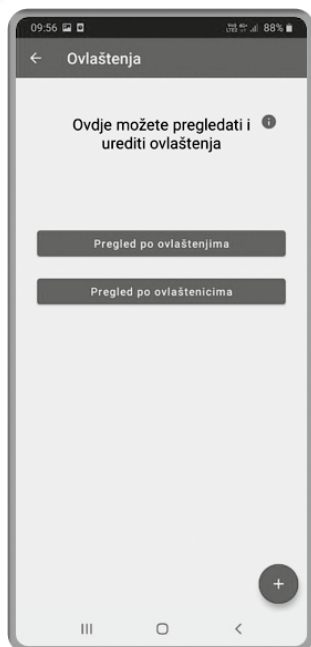 09:56 88%
Ovlaštenja
Ovdje možete pregledati i
urediti ovlaštenja
Pregled po ovlaštenjima
Pregled po ovlaštenicima
+